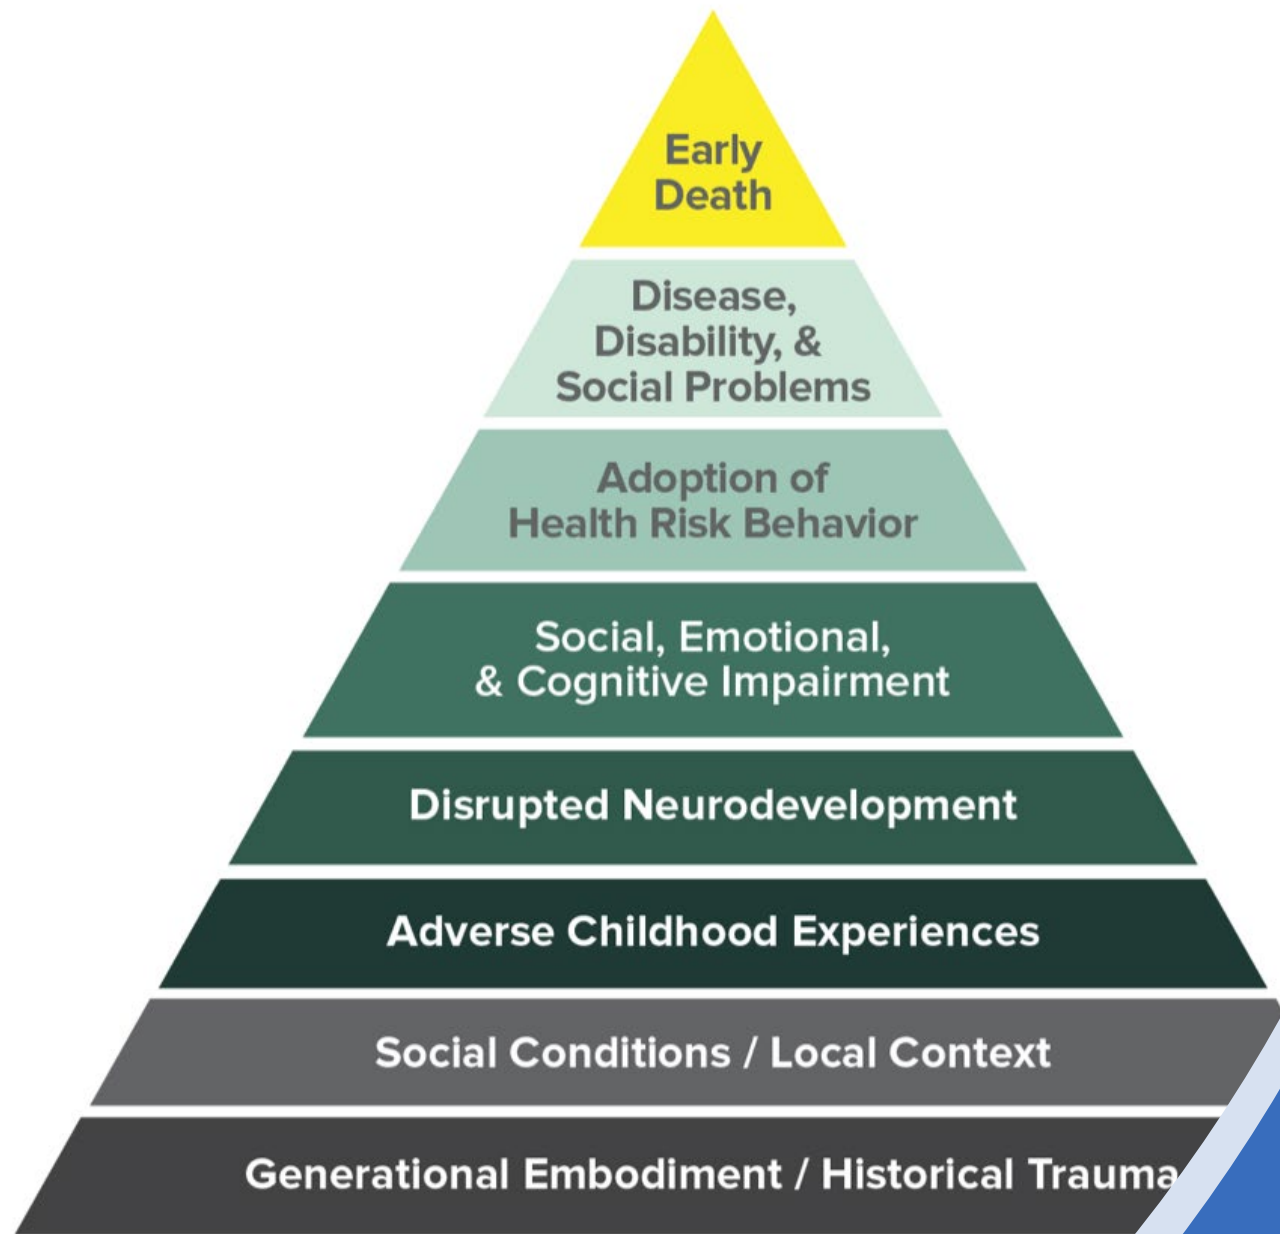 Early
Death
Disease,
Disability, &
Social Problems
Adoption of
Health Risk Behavior
Social, Emotional,
& Cognitive Impairment
Disrupted Neurodevelopment
Adverse Childhood Experiences
Social Conditions / Local Context
Generational Embodiment / Historical Trauma